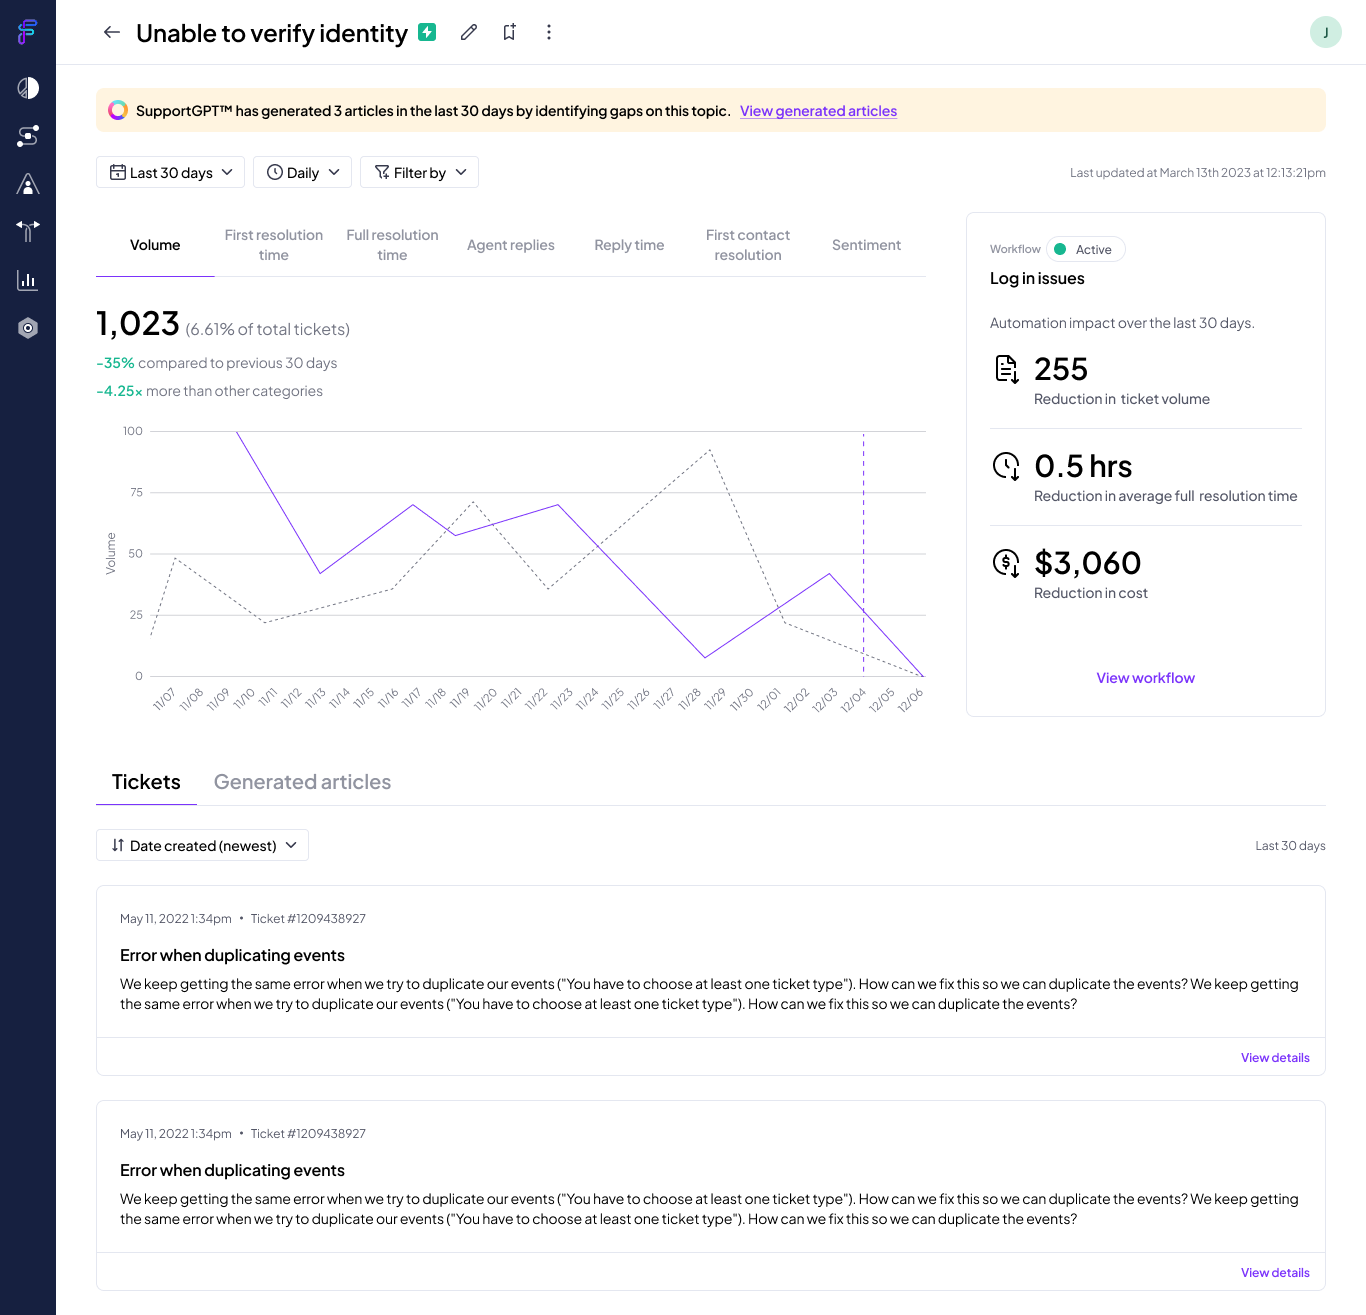 Unable to verify identity
J
SupportGPT™ has generated 3 articles in the last 30 days by identifying gaps on this topic. View generated articles
Last 30 days
Daily
Filter by
Last updated at March 13th 2023 at 12:13:21pm
Volume
First resolution time
Full resolution time
Agent replies
Reply time
First contact resolution
Sentiment
1,023 (6.61% of total tickets)
-35% compared to previous 30 days
-4.25x more than other categories
Volume
100
75
50
25
0
11/07 11/08 11/09 11/10 11/11 11/12 11/13 11/14 11/15 11/16 11/17 11/18 11/19 11/20 11/21 11/22 11/23 11/24 11/25 11/26 11/27 11/28 11/29 11/30 12/01 12/02 12/03 12/04 12/05 12/06
Workflow Active
Log in issues
Automation impact over the last 30 days.
255
Reduction in ticket volume
0.5 hrs
Reduction in average full resolution time
$3,060
Reduction in cost
View workflow
Tickets
Generated articles
Date created (newest)
Last 30 days
May 11, 2022 1:34pm • Ticket #1209438927
Error when duplicating events
We keep getting the same error when we try to duplicate our events ("You have to choose at least one ticket type"). How can we fix this so we can duplicate the events? We keep getting
the same error when we try to duplicate our events ("You have to choose at least one ticket type"). How can we fix this so we can duplicate the events?
View details
May 11, 2022 1:34pm • Ticket #1209438927
Error when duplicating events
We keep getting the same error when we try to duplicate our events ("You have to choose at least one ticket type"). How can we fix this so we can duplicate the events? We keep getting
the same error when we try to duplicate our events ("You have to choose at least one ticket type"). How can we fix this so we can duplicate the events?
View details